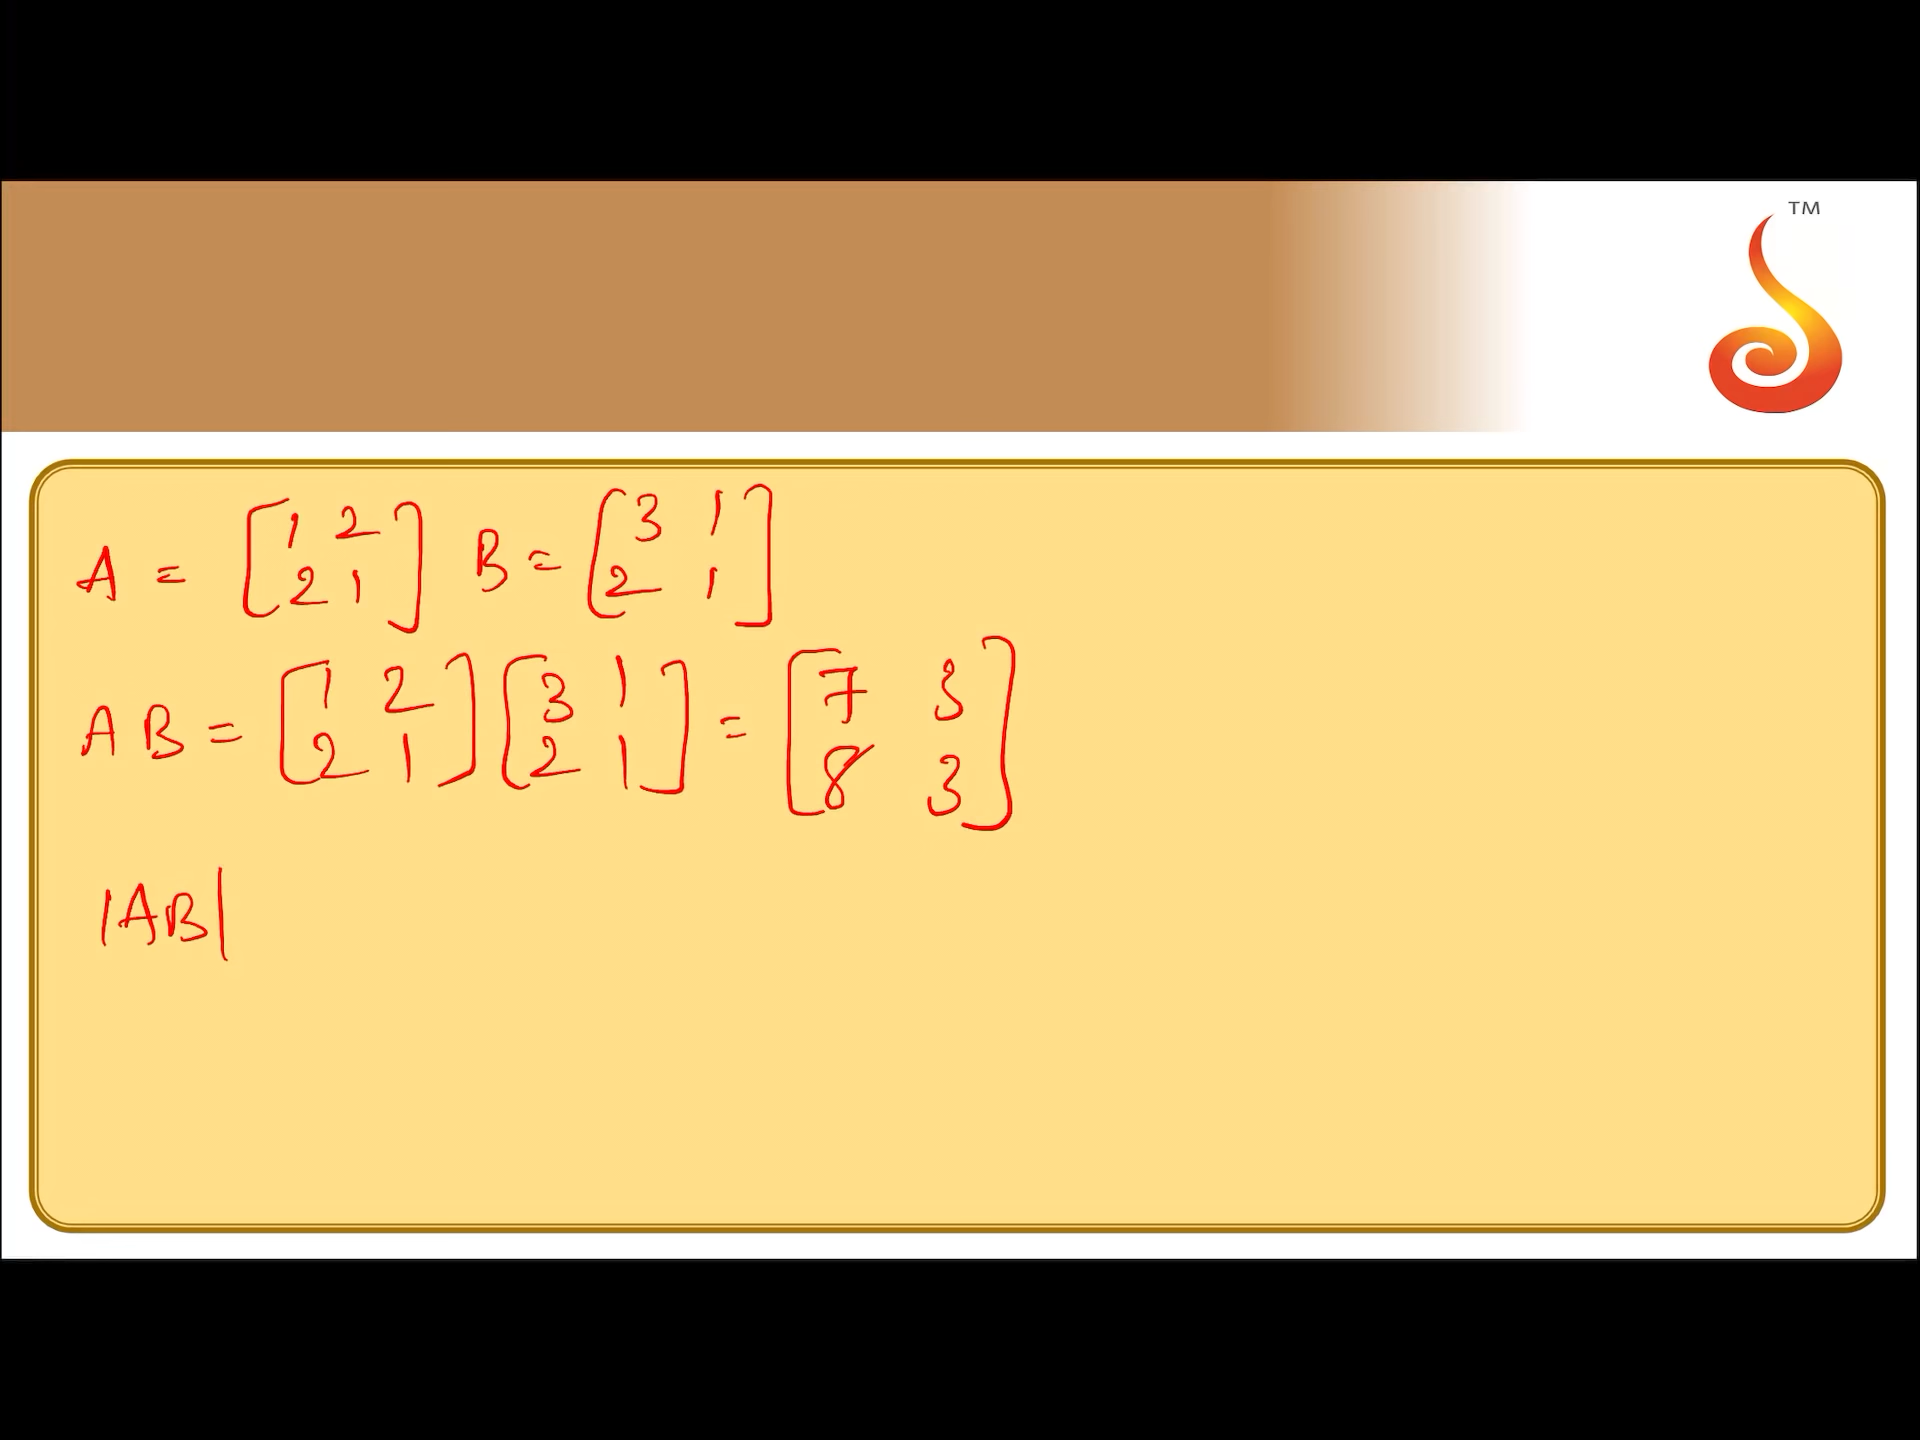 TM
A = [1 2 2 1] B = [3 1 2 1]
AB = [1 2 2 1] [3 1 2 1] = [7 3 8 3]
|AB|